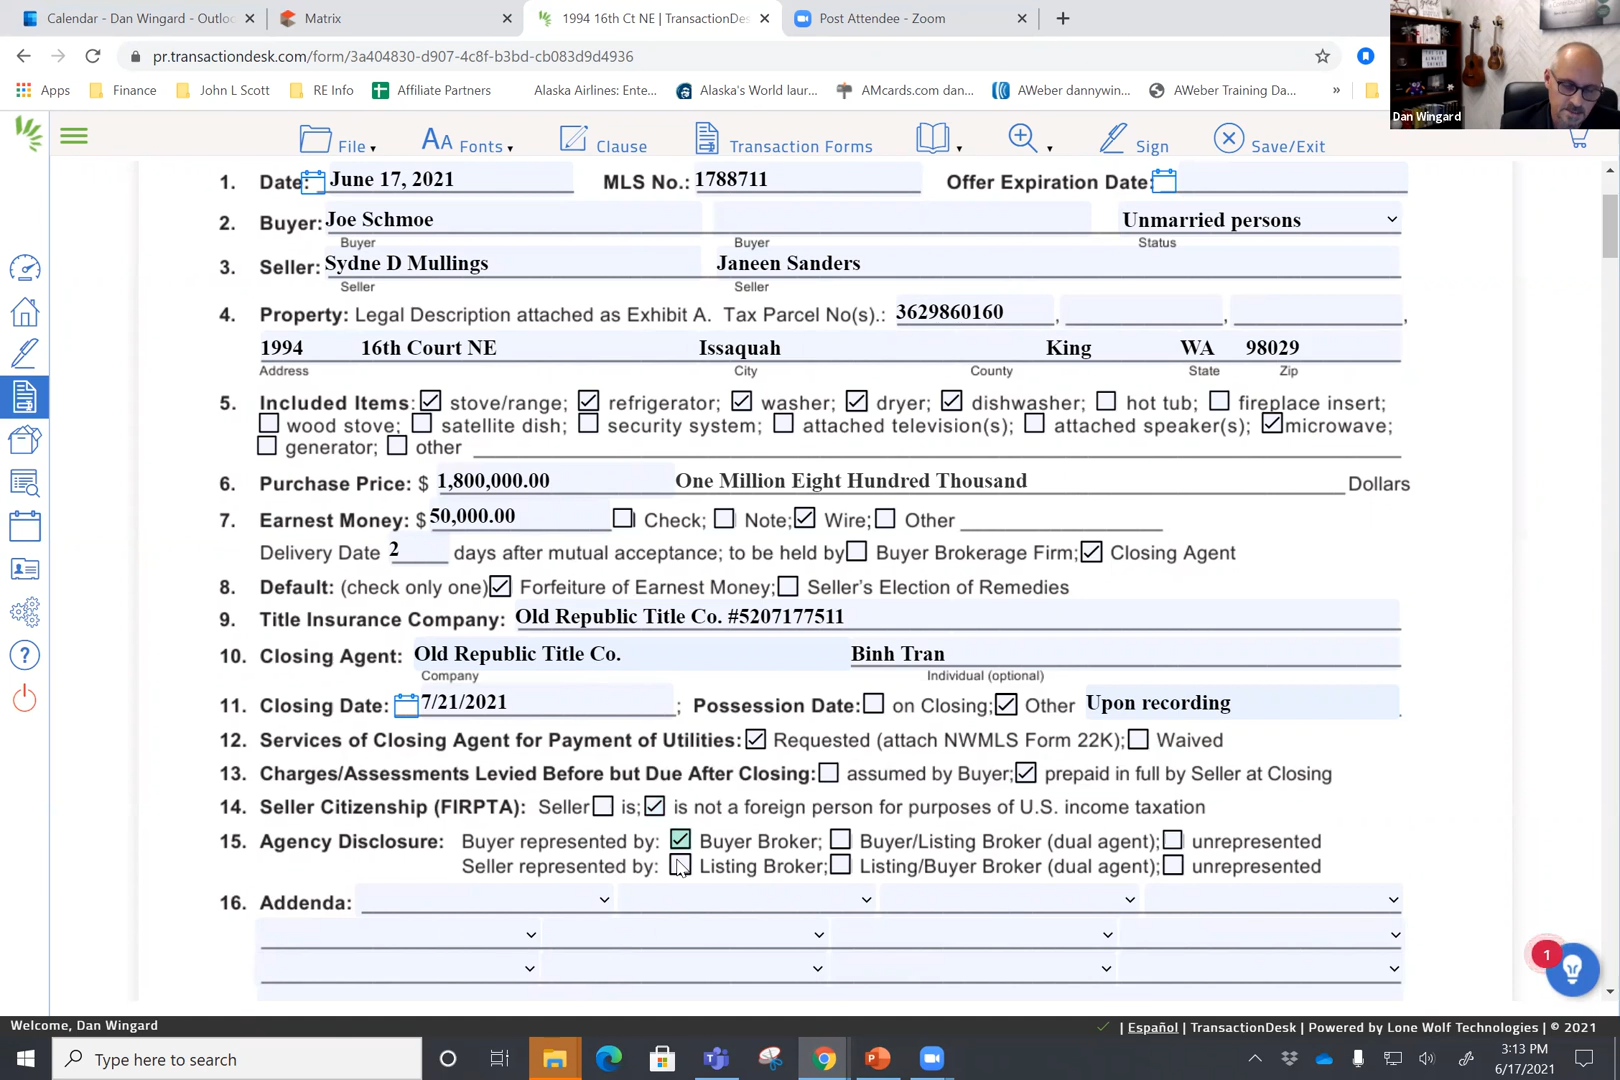 Calendar - Dan Wingard - Outlo
Matrix
1994 16th Ct NE | TransactionDes
Post Attendee - Zoom
pr.transactiondesk.com/form/3a404830-d907-4c8f-b3bd-cb083d9d4936
Apps
Finance
John L Scott
RE Info
Affiliate Partners
Alaska Airlines: Ente...
Alaska's World laur...
AMcards.com dan...
AWeber dannywin...
AWeber Training Da...
»
Dan Wingard
File
Fonts
Clause
Transaction Forms
Sign
Save/Exit
1. Date: June 17, 2021 MLS No.: 1788711 Offer Expiration Date:
2. Buyer: Joe Schmoe Unmarried persons
Buyer Buyer Status
3. Seller: Sydne D Mullings Janeen Sanders
Seller Seller
4. Property: Legal Description attached as Exhibit A. Tax Parcel No(s).: 3629860160 , , ,
1994 16th Court NE Issaquah King WA 98029
Address City County State Zip
5. Included Items: stove/range; refrigerator; washer; dryer; dishwasher; hot tub; fireplace insert;
wood stove; satellite dish; security system; attached television(s); attached speaker(s); microwave;
generator; other
6. Purchase Price: $ 1,800,000.00 One Million Eight Hundred Thousand Dollars
7. Earnest Money: $ 50,000.00 Check; Note; Wire; Other
Delivery Date 2 days after mutual acceptance; to be held by Buyer Brokerage Firm; Closing Agent
8. Default: (check only one) Forfeiture of Earnest Money; Seller's Election of Remedies
9. Title Insurance Company: Old Republic Title Co. #5207177511
10. Closing Agent: Old Republic Title Co. Binh Tran
Company Individual (optional)
11. Closing Date: 7/21/2021 ; Possession Date: on Closing; Other Upon recording .
12. Services of Closing Agent for Payment of Utilities: Requested (attach NWMLS Form 22K); Waived
13. Charges/Assessments Levied Before but Due After Closing: assumed by Buyer; prepaid in full by Seller at Closing
14. Seller Citizenship (FIRPTA): Seller is; is not a foreign person for purposes of U.S. income taxation
15. Agency Disclosure: Buyer represented by: Buyer Broker; Buyer/Listing Broker (dual agent); unrepresented
Seller represented by: Listing Broker; Listing/Buyer Broker (dual agent); unrepresented
16. Addenda:
1
Welcome, Dan Wingard
| Español | TransactionDesk | Powered by Lone Wolf Technologies | © 2021
Type here to search
3:13 PM
6/17/2021